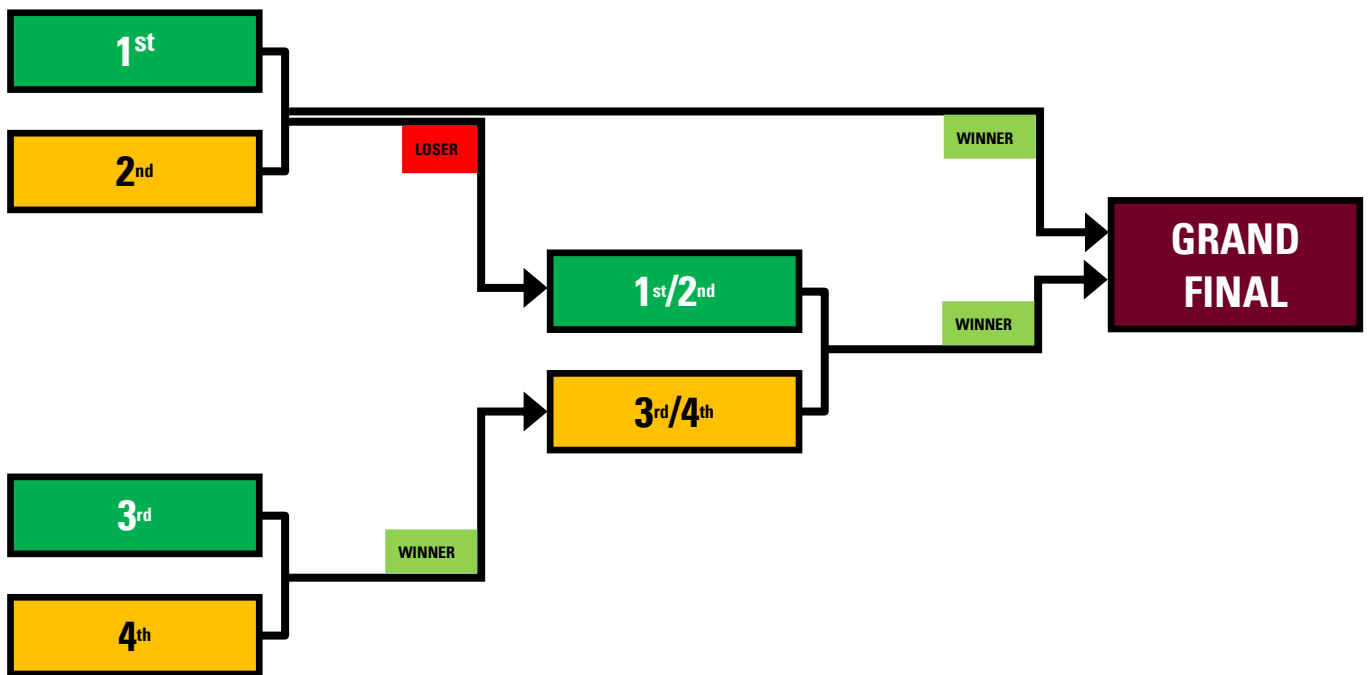 1st
2nd
LOSER
WINNER
GRAND
FINAL
1st/2nd
WINNER
3rd/4th
3rd
WINNER
4th